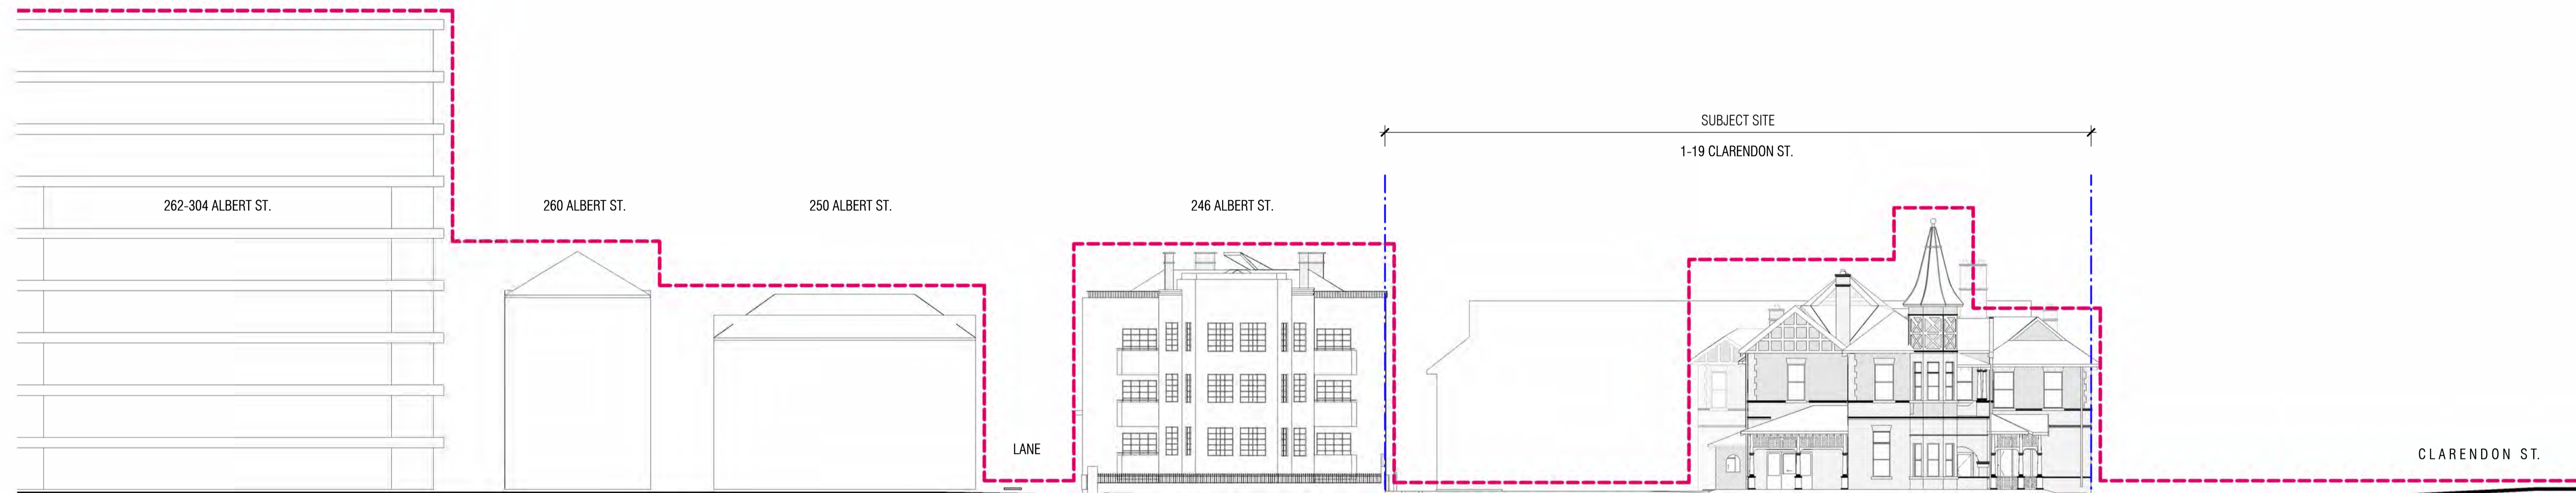 SUBJECT SITE
1-19 CLARENDON ST.
262-304 ALBERT ST.
260 ALBERT ST.
250 ALBERT ST.
246 ALBERT ST.
LANE
CLARENDON ST.